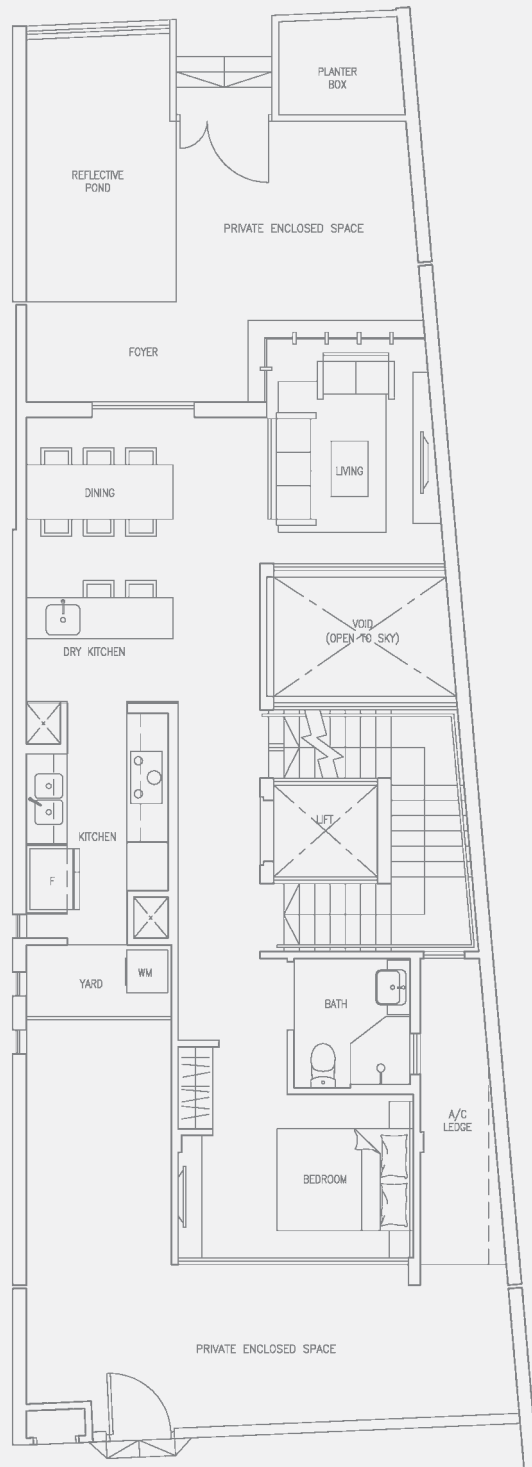 PLANTER
BOX
REFLECTIVE
POND
PRIVATE ENCLOSED SPACE
FOYER
LIVING
DINING
VOID
(OPEN TO SKY)
DRY KITCHEN
LIFT
KITCHEN
F
WM
YARD
BATH
A/C
LEDGE
BEDROOM
PRIVATE ENCLOSED SPACE